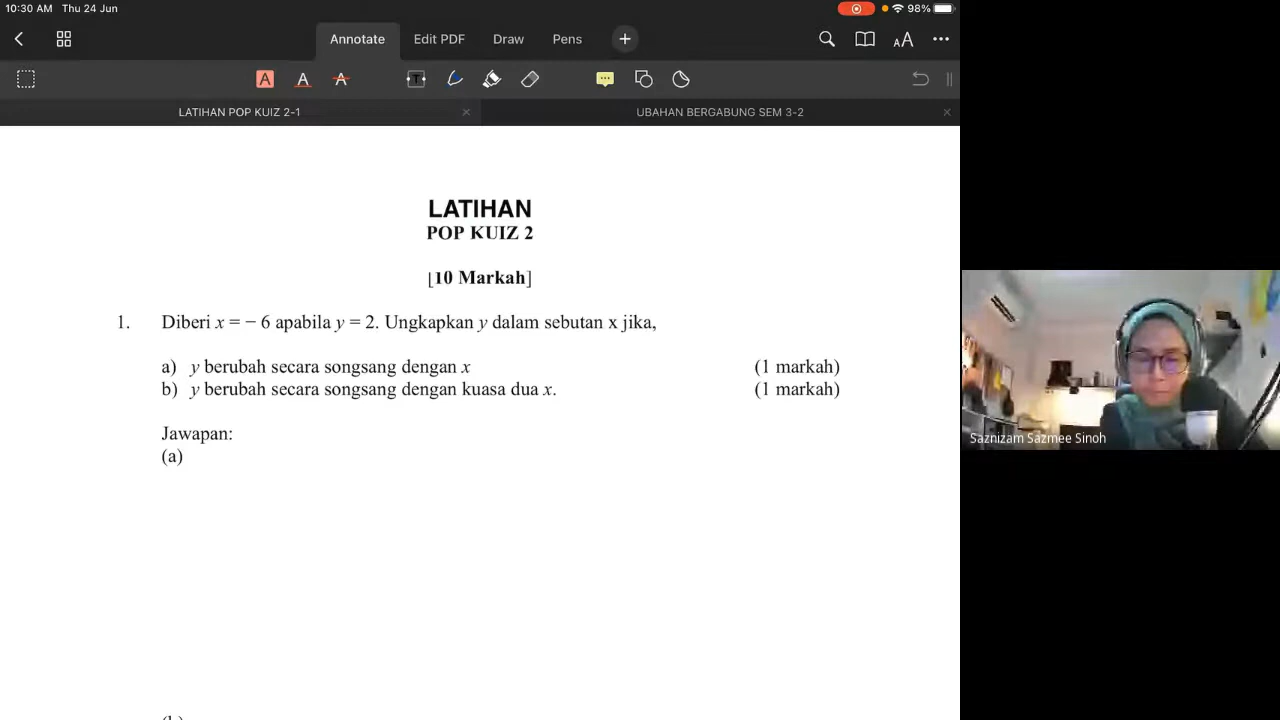 10:30 AM Thu 24 Jun
98%
Annotate
Edit PDF
Draw
Pens
AA
A
A
A
T
LATIHAN POP KUIZ 2-1
UBAHAN BERGABUNG SEM 3-2
LATIHAN
POP KUIZ 2
[10 Markah]
1. Diberi x = − 6 apabila y = 2. Ungkapkan y dalam sebutan x jika,
a) y berubah secara songsang dengan x (1 markah)
b) y berubah secara songsang dengan kuasa dua x. (1 markah)
Jawapan:
(a)
Saznizam Sazmee Sinoh